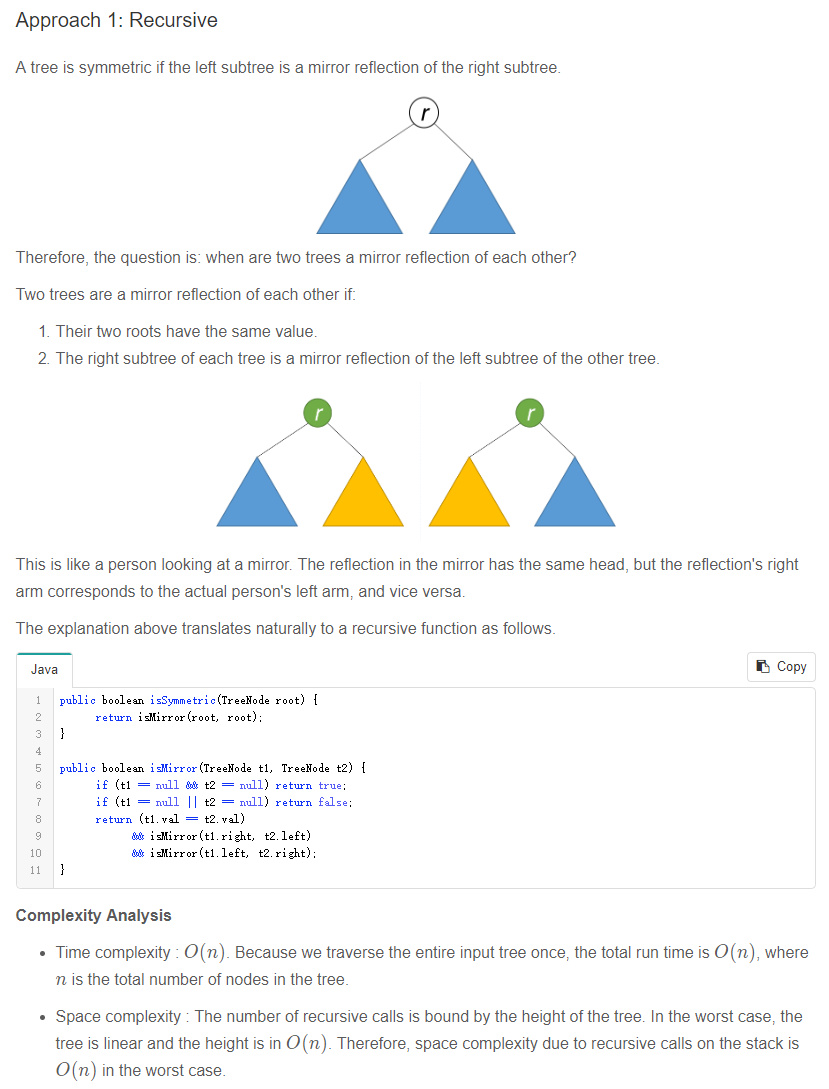 Approach 1: Recursive
A tree is symmetric if the left subtree is a mirror reflection of the right subtree.
r
Therefore, the question is: when are two trees a mirror reflection of each other?
Two trees are a mirror reflection of each other if:
1. Their two roots have the same value.
2. The right subtree of each tree is a mirror reflection of the left subtree of the other tree.
r r
This is like a person looking at a mirror. The reflection in the mirror has the same head, but the reflection's right
arm corresponds to the actual person's left arm, and vice versa.
The explanation above translates naturally to a recursive function as follows.
Java Copy
1 public boolean isSymmetric(TreeNode root) {
2 return isMirror(root, root);
3 }
4
5 public boolean isMirror(TreeNode t1, TreeNode t2) {
6 if (t1 == null && t2 == null) return true;
7 if (t1 == null || t2 == null) return false;
8 return (t1.val == t2.val)
9 && isMirror(t1.right, t2.left)
10 && isMirror(t1.left, t2.right);
11 }
Complexity Analysis
• Time complexity : O(n). Because we traverse the entire input tree once, the total run time is O(n), where
n is the total number of nodes in the tree.
• Space complexity : The number of recursive calls is bound by the height of the tree. In the worst case, the
tree is linear and the height is in O(n). Therefore, space complexity due to recursive calls on the stack is
O(n) in the worst case.